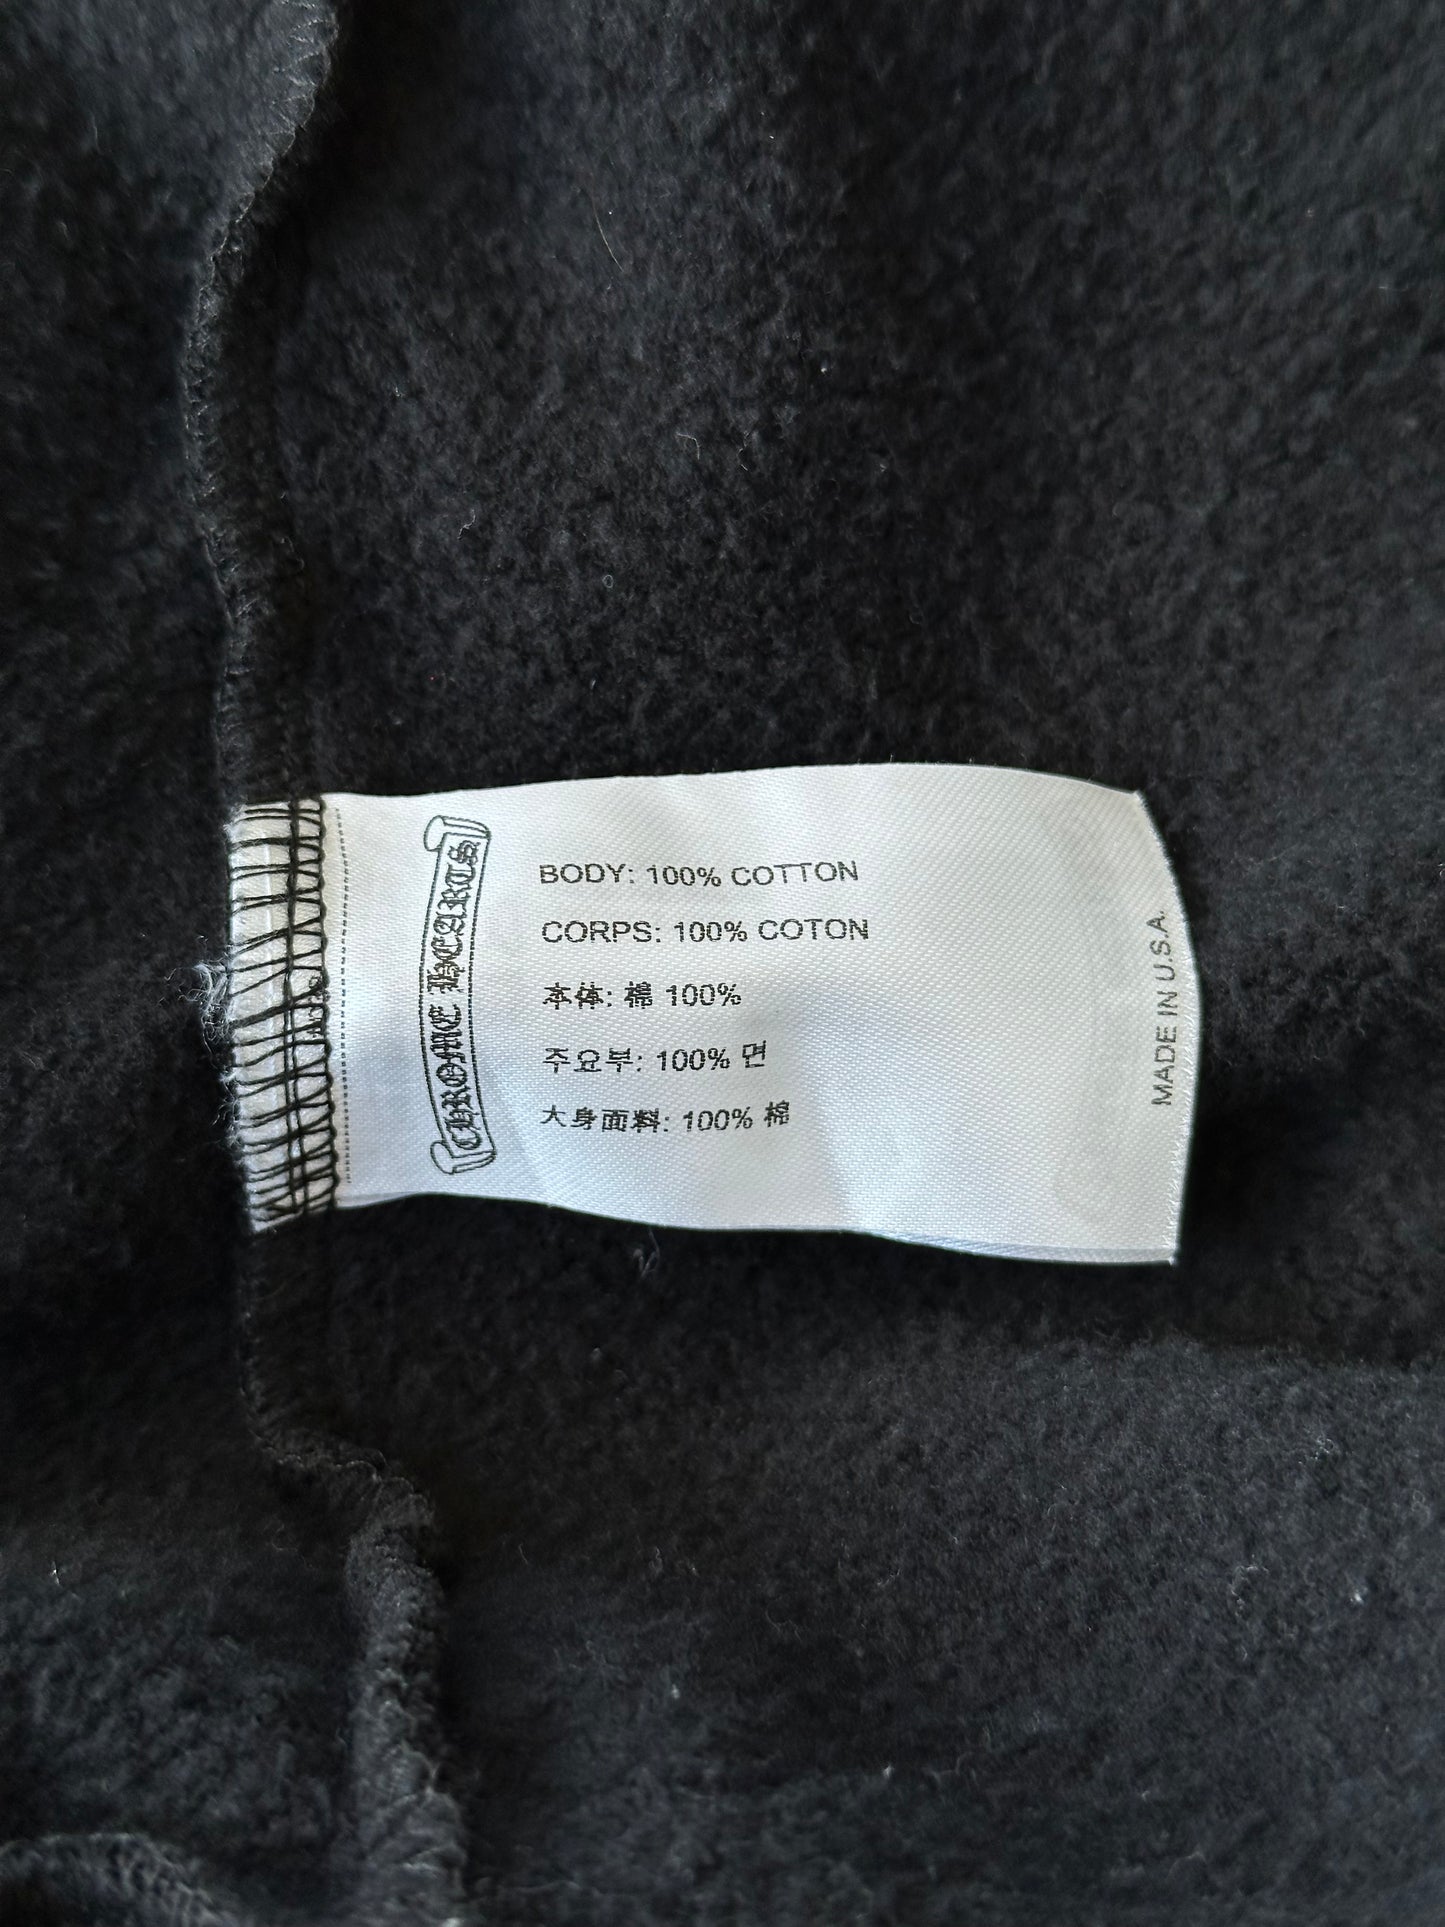 CHROME HEARTS
BODY: 100% COTTON
CORPS: 100% COTON
本体: 棉 100%
주요부: 100% 면
大身面料: 100% 棉
MADE IN U.S.A.